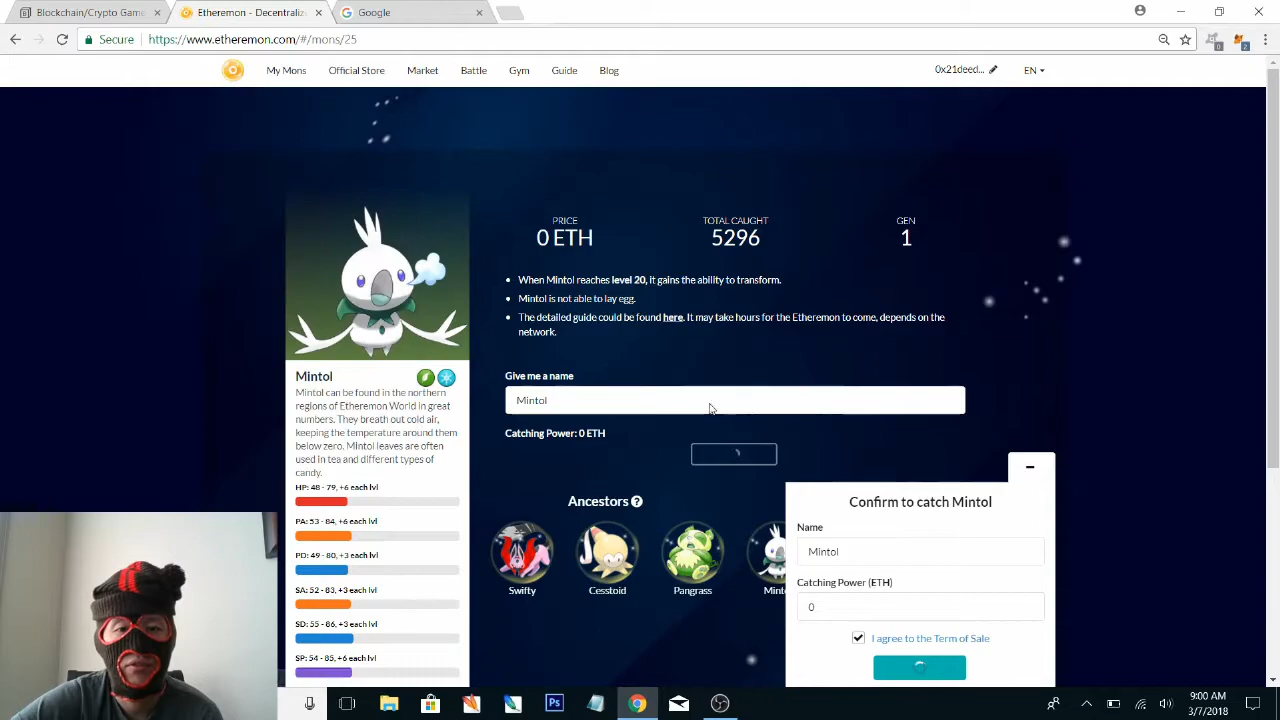 Blockchain/Crypto Game
Etheremon - Decentraliz
Google
Secure
https://www.etheremon.com/#/mons/25
0
2
My Mons
Official Store
Market
Battle
Gym
Guide
Blog
0x21deed...
EN
PRICE
0 ETH
TOTAL CAUGHT
5296
GEN
1
When Mintol reaches level 20, it gains the ability to transform.
Mintol is not able to lay egg.
The detailed guide could be found here. It may take hours for the Etheremon to come, depends on the
network.
Give me a name
Mintol
Catching Power: 0 ETH
Mintol
Mintol can be found in the northern
regions of Etheremon World in great
numbers. They breath out cold air,
keeping the temperature around them
below zero. Mintol leaves are often
used in tea and different types of
candy.
HP: 48 - 79, +6 each lvl
PA: 53 - 84, +6 each lvl
PD: 49 - 80, +3 each lvl
SA: 52 - 83, +3 each lvl
SD: 55 - 86, +3 each lvl
SP: 54 - 85, +6 each lvl
Ancestors ?
Swifty
Cesstoid
Pangrass
Mint
Confirm to catch Mintol
Name
Mintol
Catching Power (ETH)
0
I agree to the Term of Sale
Ps
9:00 AM
3/7/2018